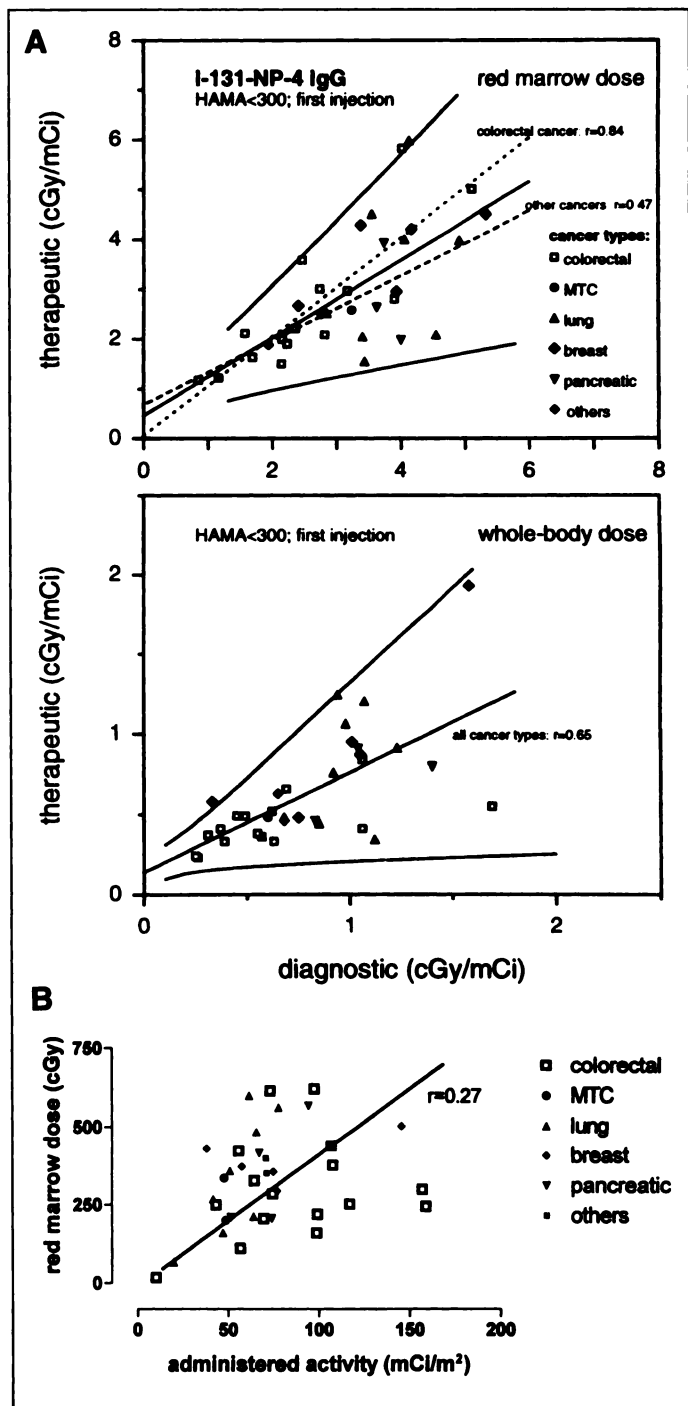 A
8
6
4
2
0
therapeutic (cGy/mCi)
I-131-NP-4 IgG
HAMA<300; first injection
red marrow dose
colorectal cancer: r=0.84
other cancers r=0 47
cancer types:
colorectal
MTC
lung
breast
pancreatic
others
0 2 4 6 8
2
1
0
therapeutic (cGy/mCi)
HAMA<300; first injection
whole-body dose
all cancer types: r=0.65
0 1 2
diagnostic (cGy/mCi)
B
750
500
250
0
red marrow dose (cGy)
r=0.27
colorectal
MTC
lung
breast
pancreatic
others
0 50 100 150 200
administered activity (mCi/m²)